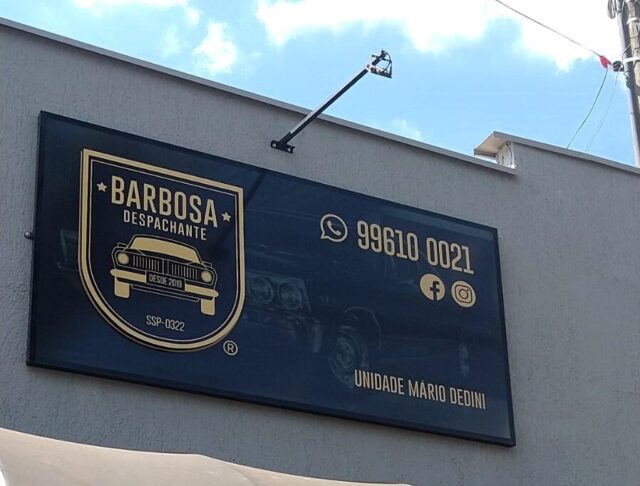 BARBOSA
DESPACHANTE
DESDE 2019
SSP-0322
®
99610 0021
UNIDADE MÁRIO DEDINI